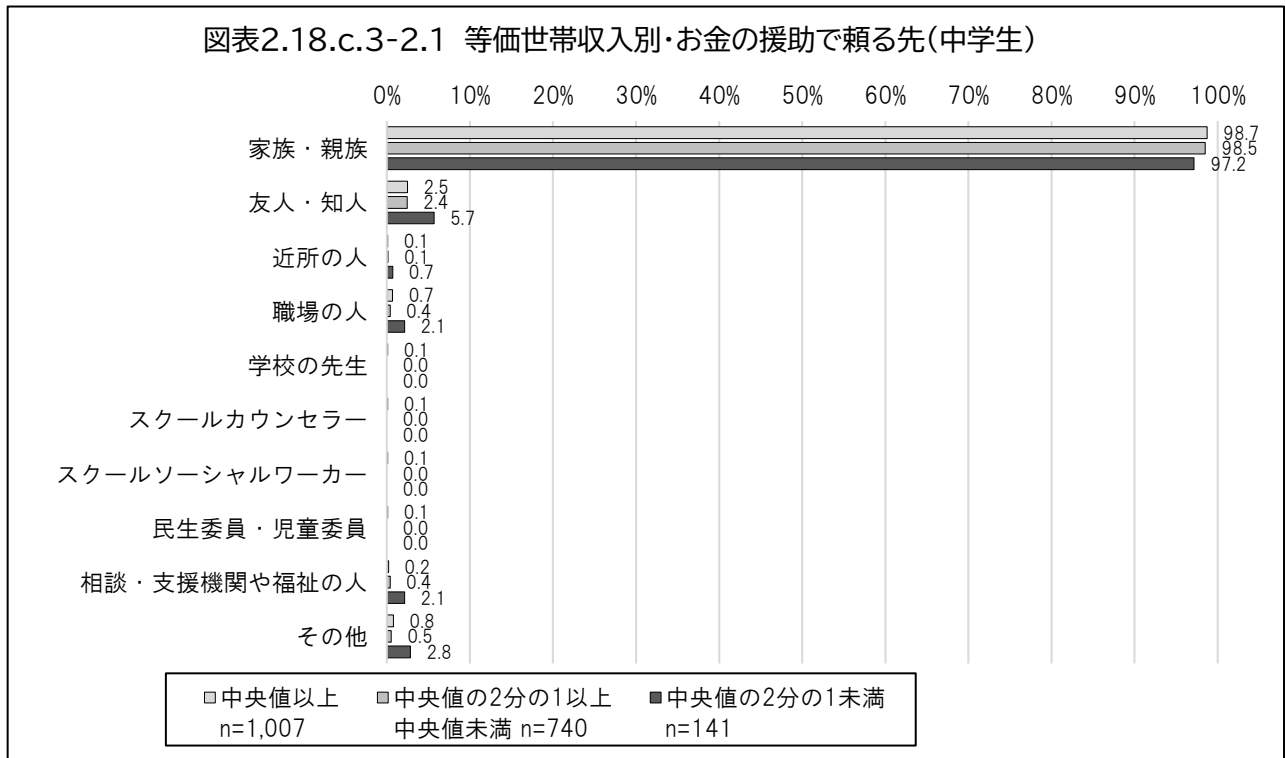 図表2.18.c.3-2.1 等価世帯収入別・お金の援助で頼る先(中学生)
0% 10% 20% 30% 40% 50% 60% 70% 80% 90% 100%
家族・親族
98.7
98.5
97.2
友人・知人
2.5
2.4
5.7
近所の人
0.1
0.1
0.7
職場の人
0.7
0.4
2.1
学校の先生
0.1
0.0
0.0
スクールカウンセラー
0.1
0.0
0.0
スクールソーシャルワーカー
0.1
0.0
0.0
民生委員・児童委員
0.1
0.0
0.0
相談・支援機関や福祉の人
0.2
0.4
2.1
その他
0.8
0.5
2.8
中央値以上 中央値の2分の1以上 中央値の2分の1未満
n=1,007 中央値未満 n=740 n=141